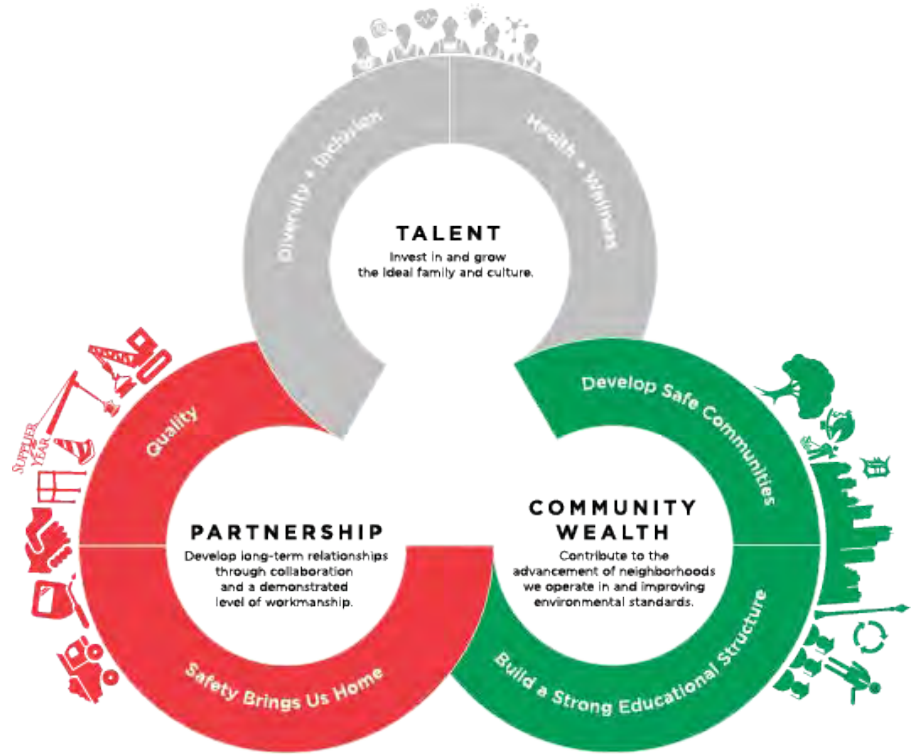 Diversity + Inclusion
Health + Wellness
TALENT
Invest in and grow
the ideal family and culture.
Quality
SUPPLIER
YEAR
PARTNERSHIP
Develop long-term relationships
through collaboration
and a demonstrated
level of workmanship.
Safety Brings Us Home
Develop Safe Communities
COMMUNITY
WEALTH
Contribute to the
advancement of neighborhoods
we operate in and improving
environmental standards.
Build a Strong Educational Structure